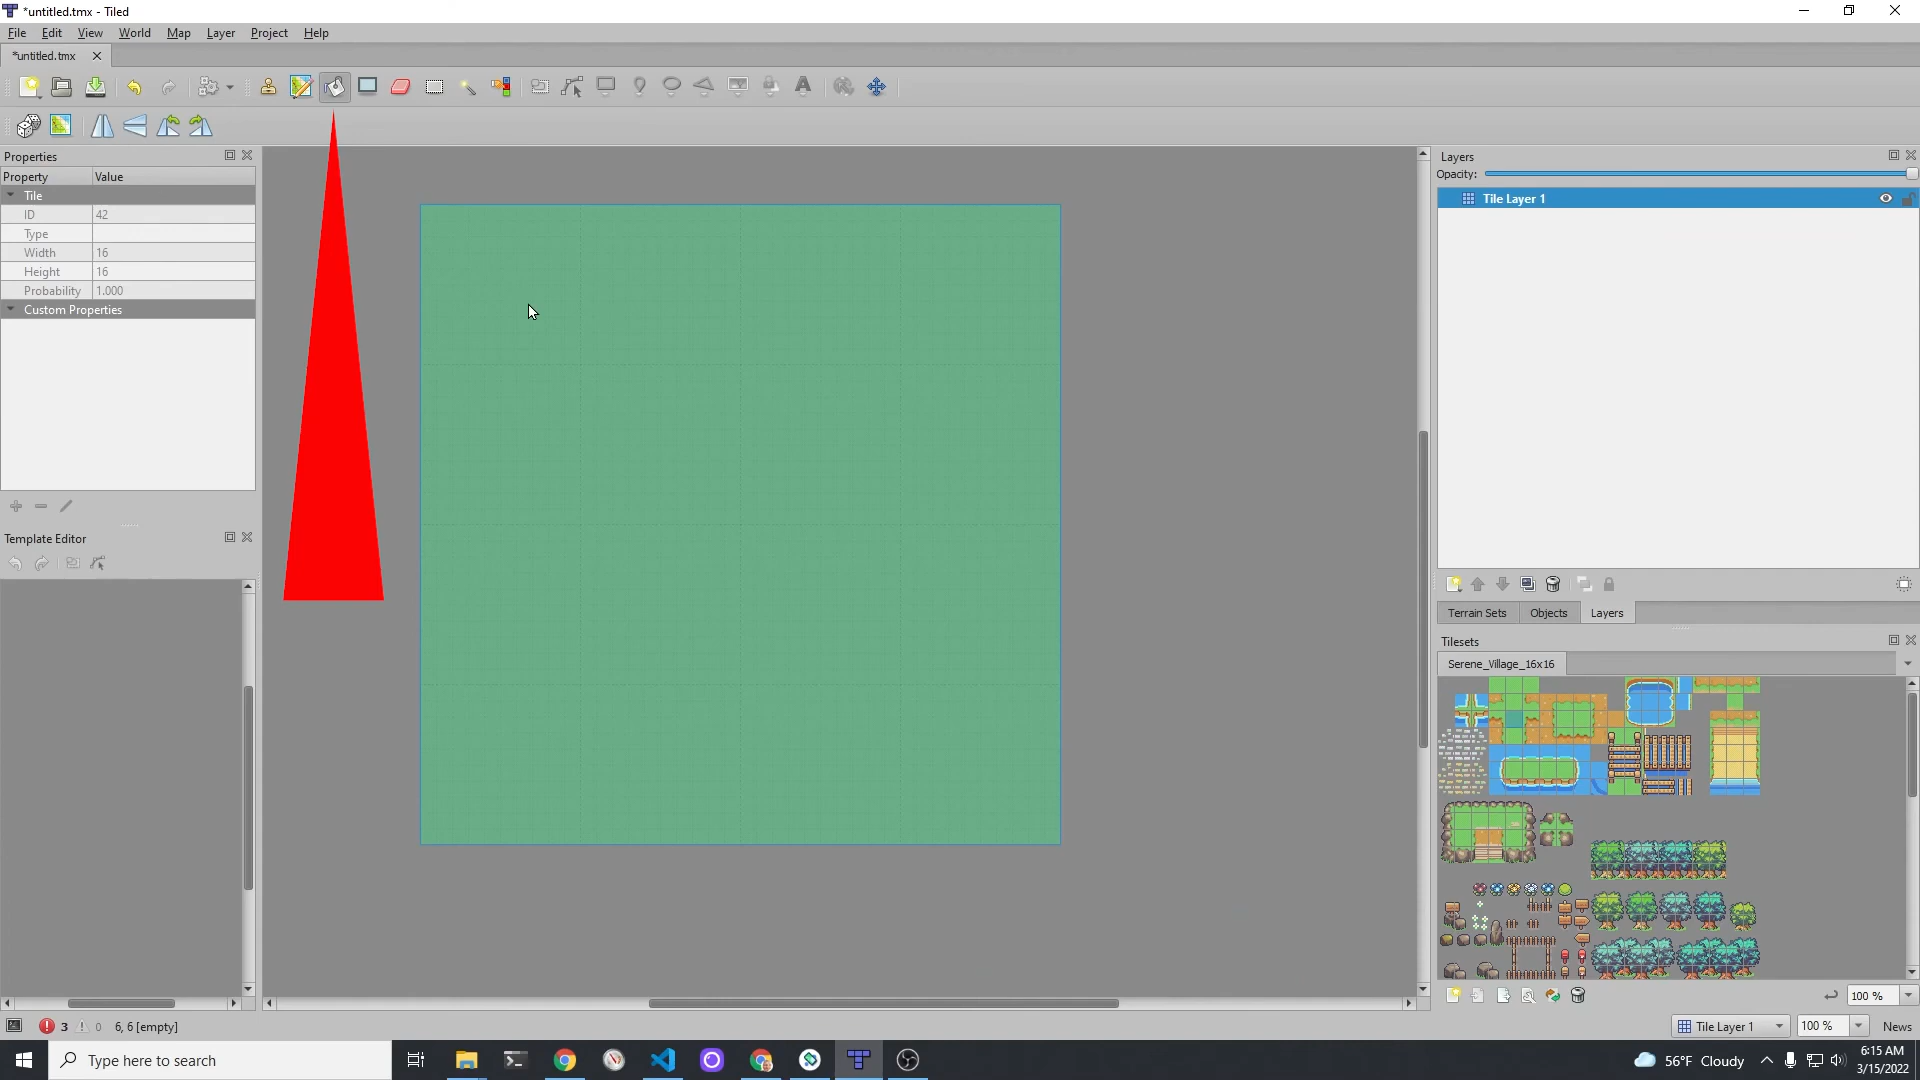 *untitled.tmx - Tiled
File Edit View World Map Layer Project Help
*untitled.tmx
Properties
Property Value
Tile
ID 42
Type
Width 16
Height 16
Probability 1.000
Custom Properties
Template Editor
Layers
Opacity:
Tile Layer 1
Terrain Sets Objects Layers
Tilesets
Serene_Village_16x16
100 %
3 0 6, 6 [empty]
Tile Layer 1 100 % News
Type here to search
56°F Cloudy
6:15 AM
3/15/2022